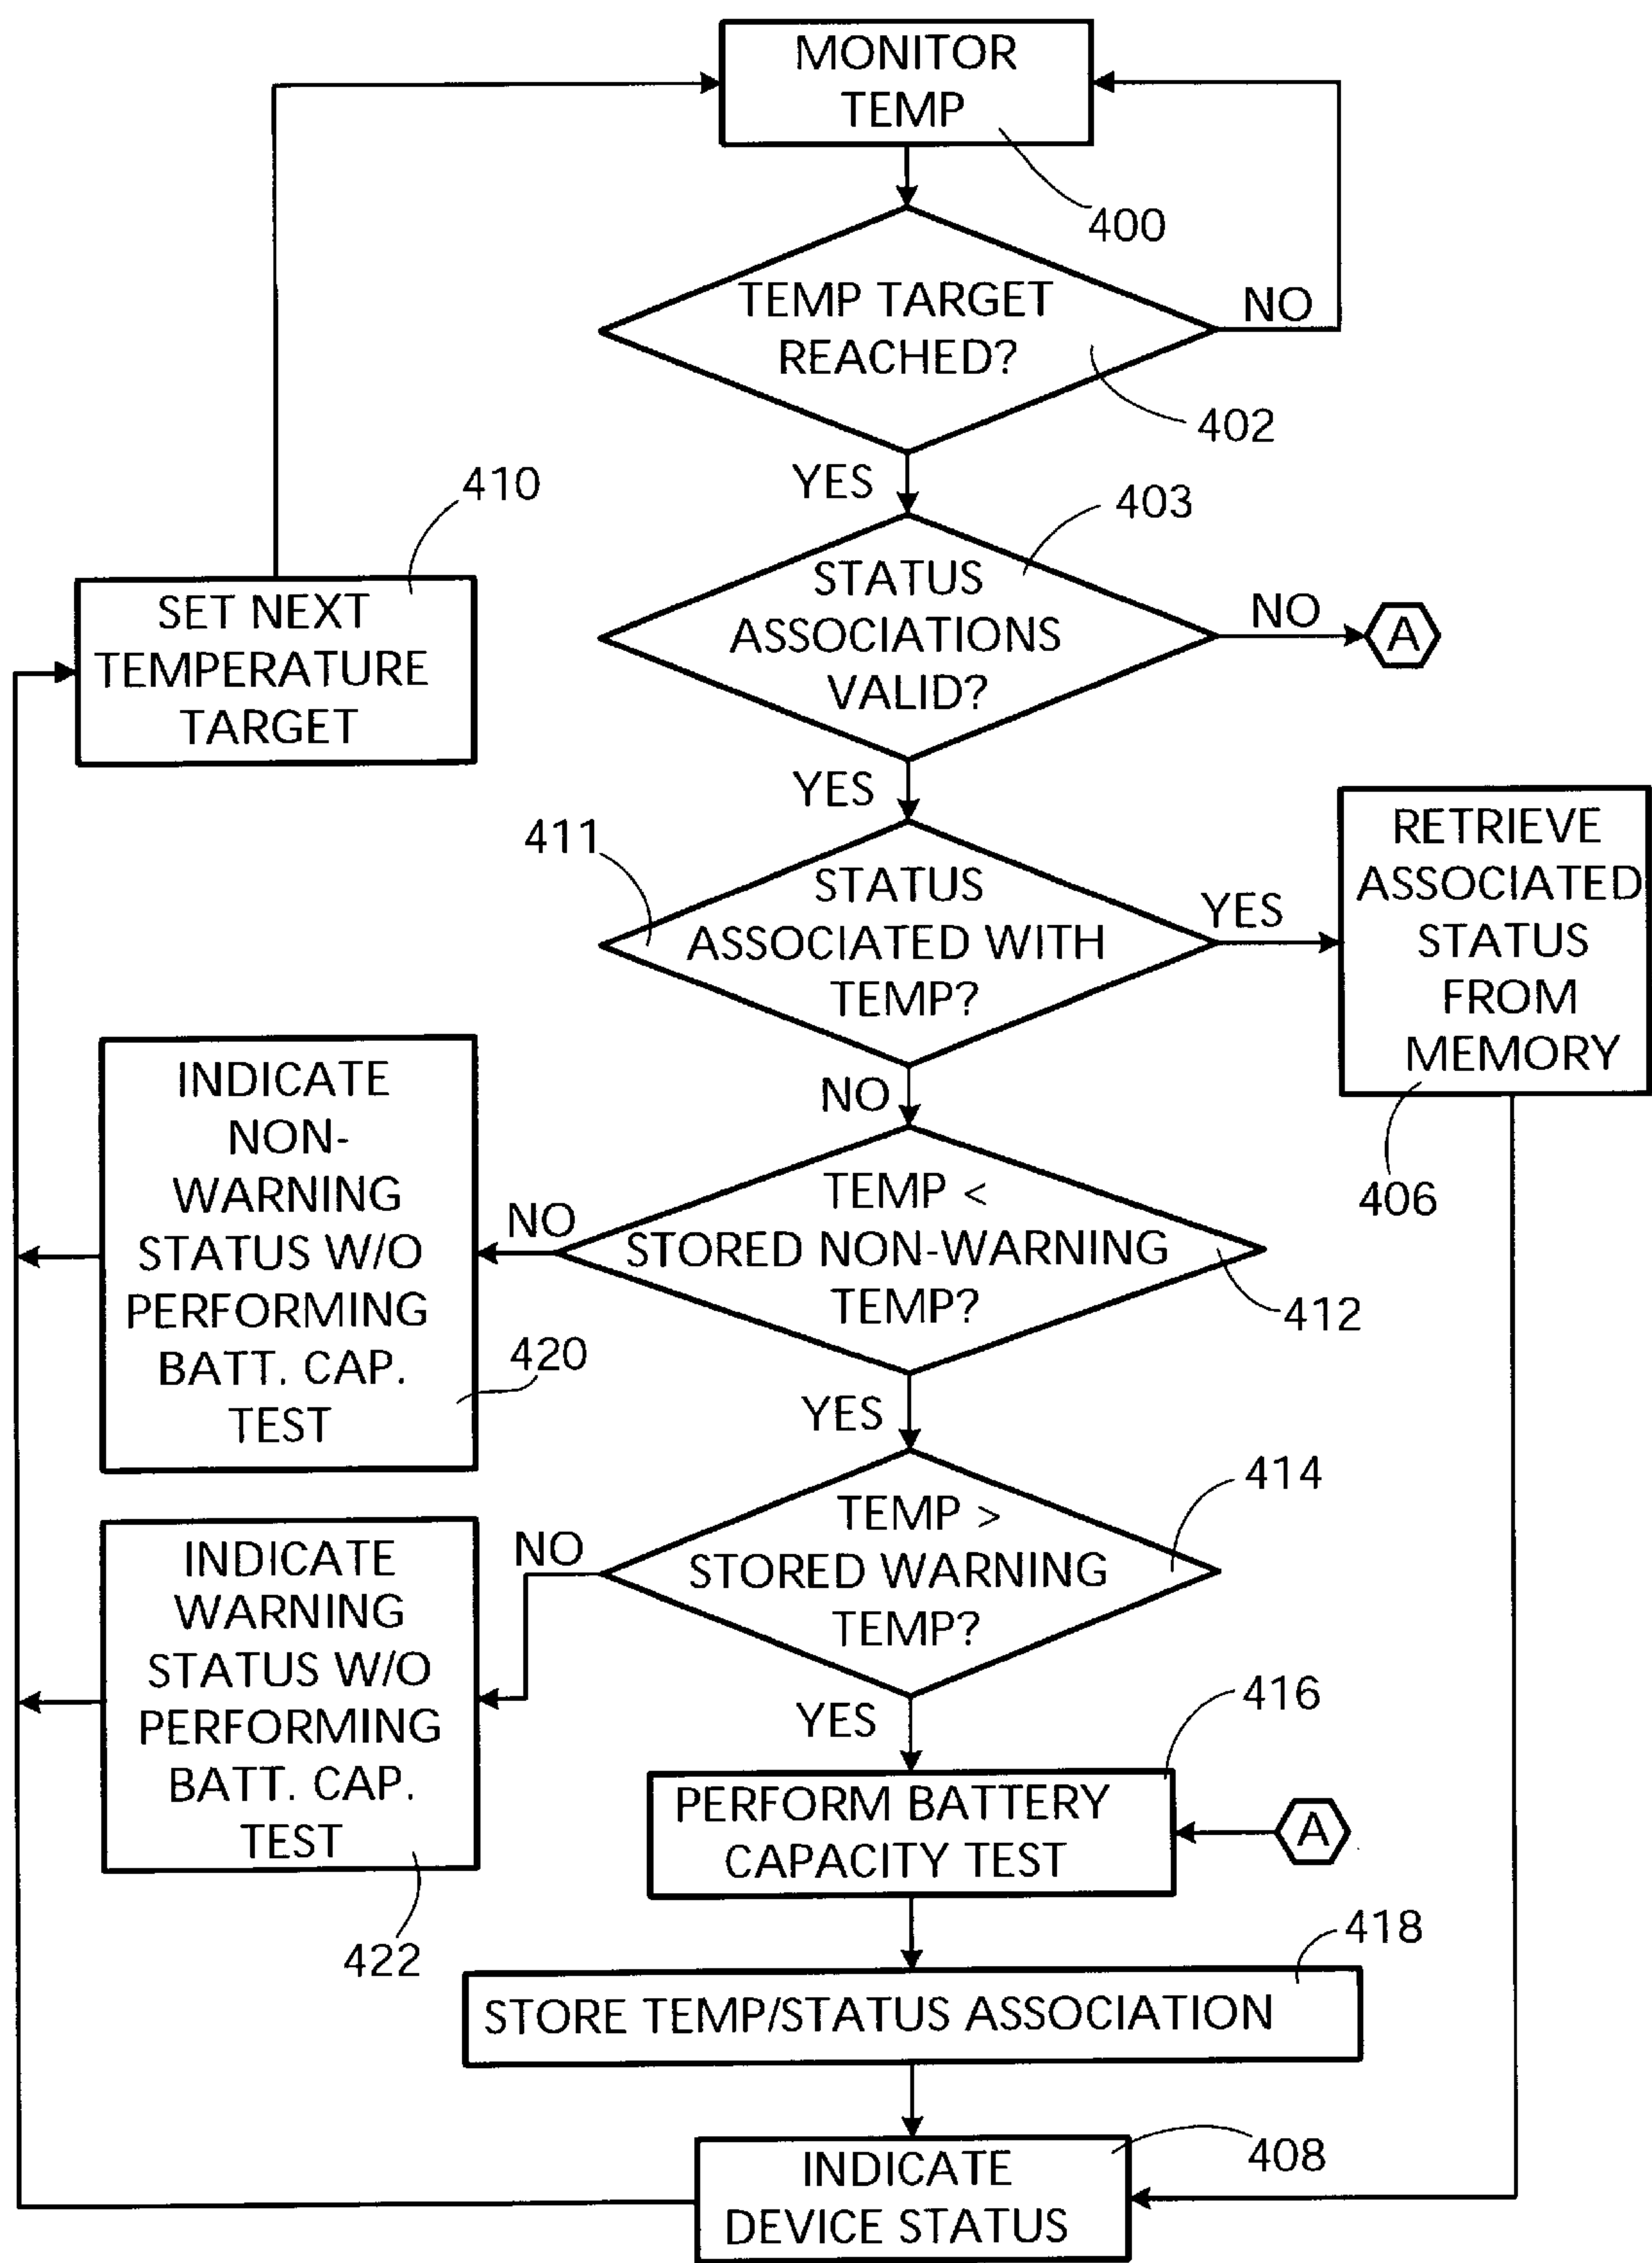 MONITOR
TEMP
400
TEMP TARGET
REACHED?
NO
402
YES
410
403
SET NEXT
TEMPERATURE
TARGET
STATUS
ASSOCIATIONS
VALID?
NO
A
YES
411
STATUS
ASSOCIATED WITH
TEMP?
YES
RETRIEVE
ASSOCIATED
STATUS
FROM
MEMORY
406
NO
INDICATE
NON-
WARNING
STATUS W/O
PERFORMING
BATT. CAP.
TEST
420
NO
TEMP <
STORED NON-WARNING
TEMP?
412
YES
414
TEMP >
STORED WARNING
TEMP?
NO
INDICATE
WARNING
STATUS W/O
PERFORMING
BATT. CAP.
TEST
422
YES
416
PERFORM BATTERY
CAPACITY TEST
A
418
STORE TEMP/STATUS ASSOCIATION
408
INDICATE
DEVICE STATUS